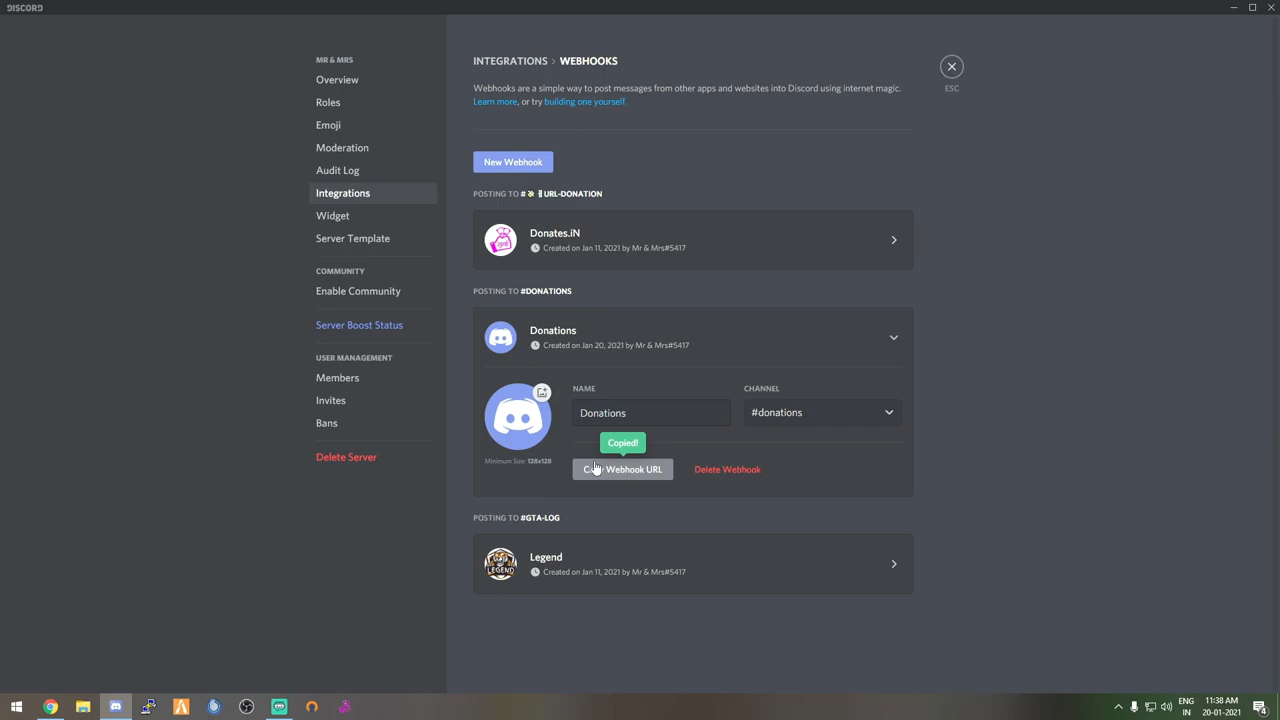 DISCORD
MR & MRS
Overview
Roles
Emoji
Moderation
Audit Log
Integrations
Widget
Server Template
COMMUNITY
Enable Community
Server Boost Status
USER MANAGEMENT
Members
Invites
Bans
Delete Server
INTEGRATIONS > WEBHOOKS
ESC
Webhooks are a simple way to post messages from other apps and websites into Discord using internet magic.
Learn more, or try building one yourself.
New Webhook
POSTING TO # URL-DONATION
Donates.iN
Created on Jan 11, 2021 by Mr & Mrs#5417
POSTING TO #DONATIONS
Donations
Created on Jan 20, 2021 by Mr & Mrs#5417
NAME
CHANNEL
Donations
#donations
Copied!
Minimum Size: 128x128
Webhook URL
Delete Webhook
POSTING TO #GTA-LOG
LEGEND
Legend
Created on Jan 11, 2021 by Mr & Mrs#5417
ENG
IN
11:38 AM
20-01-2021
4